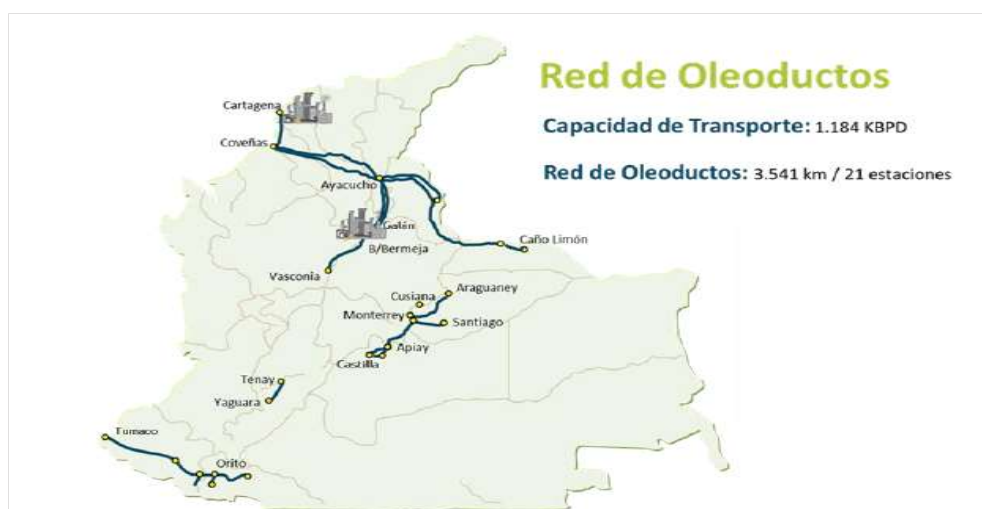 Red de Oleoductos
Capacidad de Transporte: 1.184 KBPD
Red de Oleoductos: 3.541 km / 21 estaciones
Cartagena
Coveñas
Ayacucho
Galán
B/Bermeja
Caño Limón
Vasconia
Araguaney
Cusiana
Monterrey
Santiago
Apiay
Castilla
Tenay
Yaguara
Tumaco
Orito